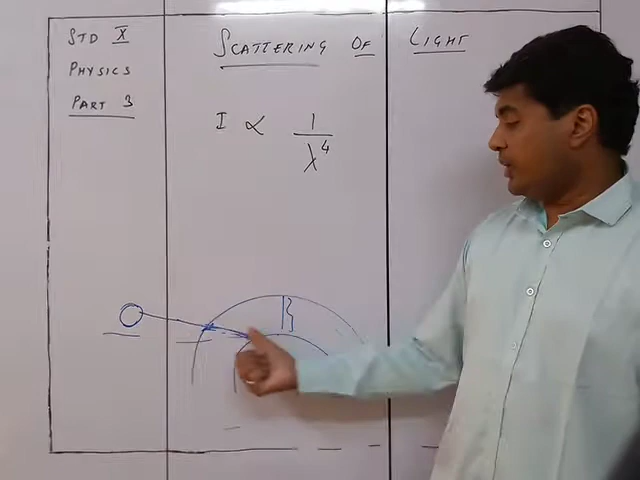 STD X
PHYSICS
PART 3
SCATTERING OF LIGHT
I ∝ 1/λ⁴